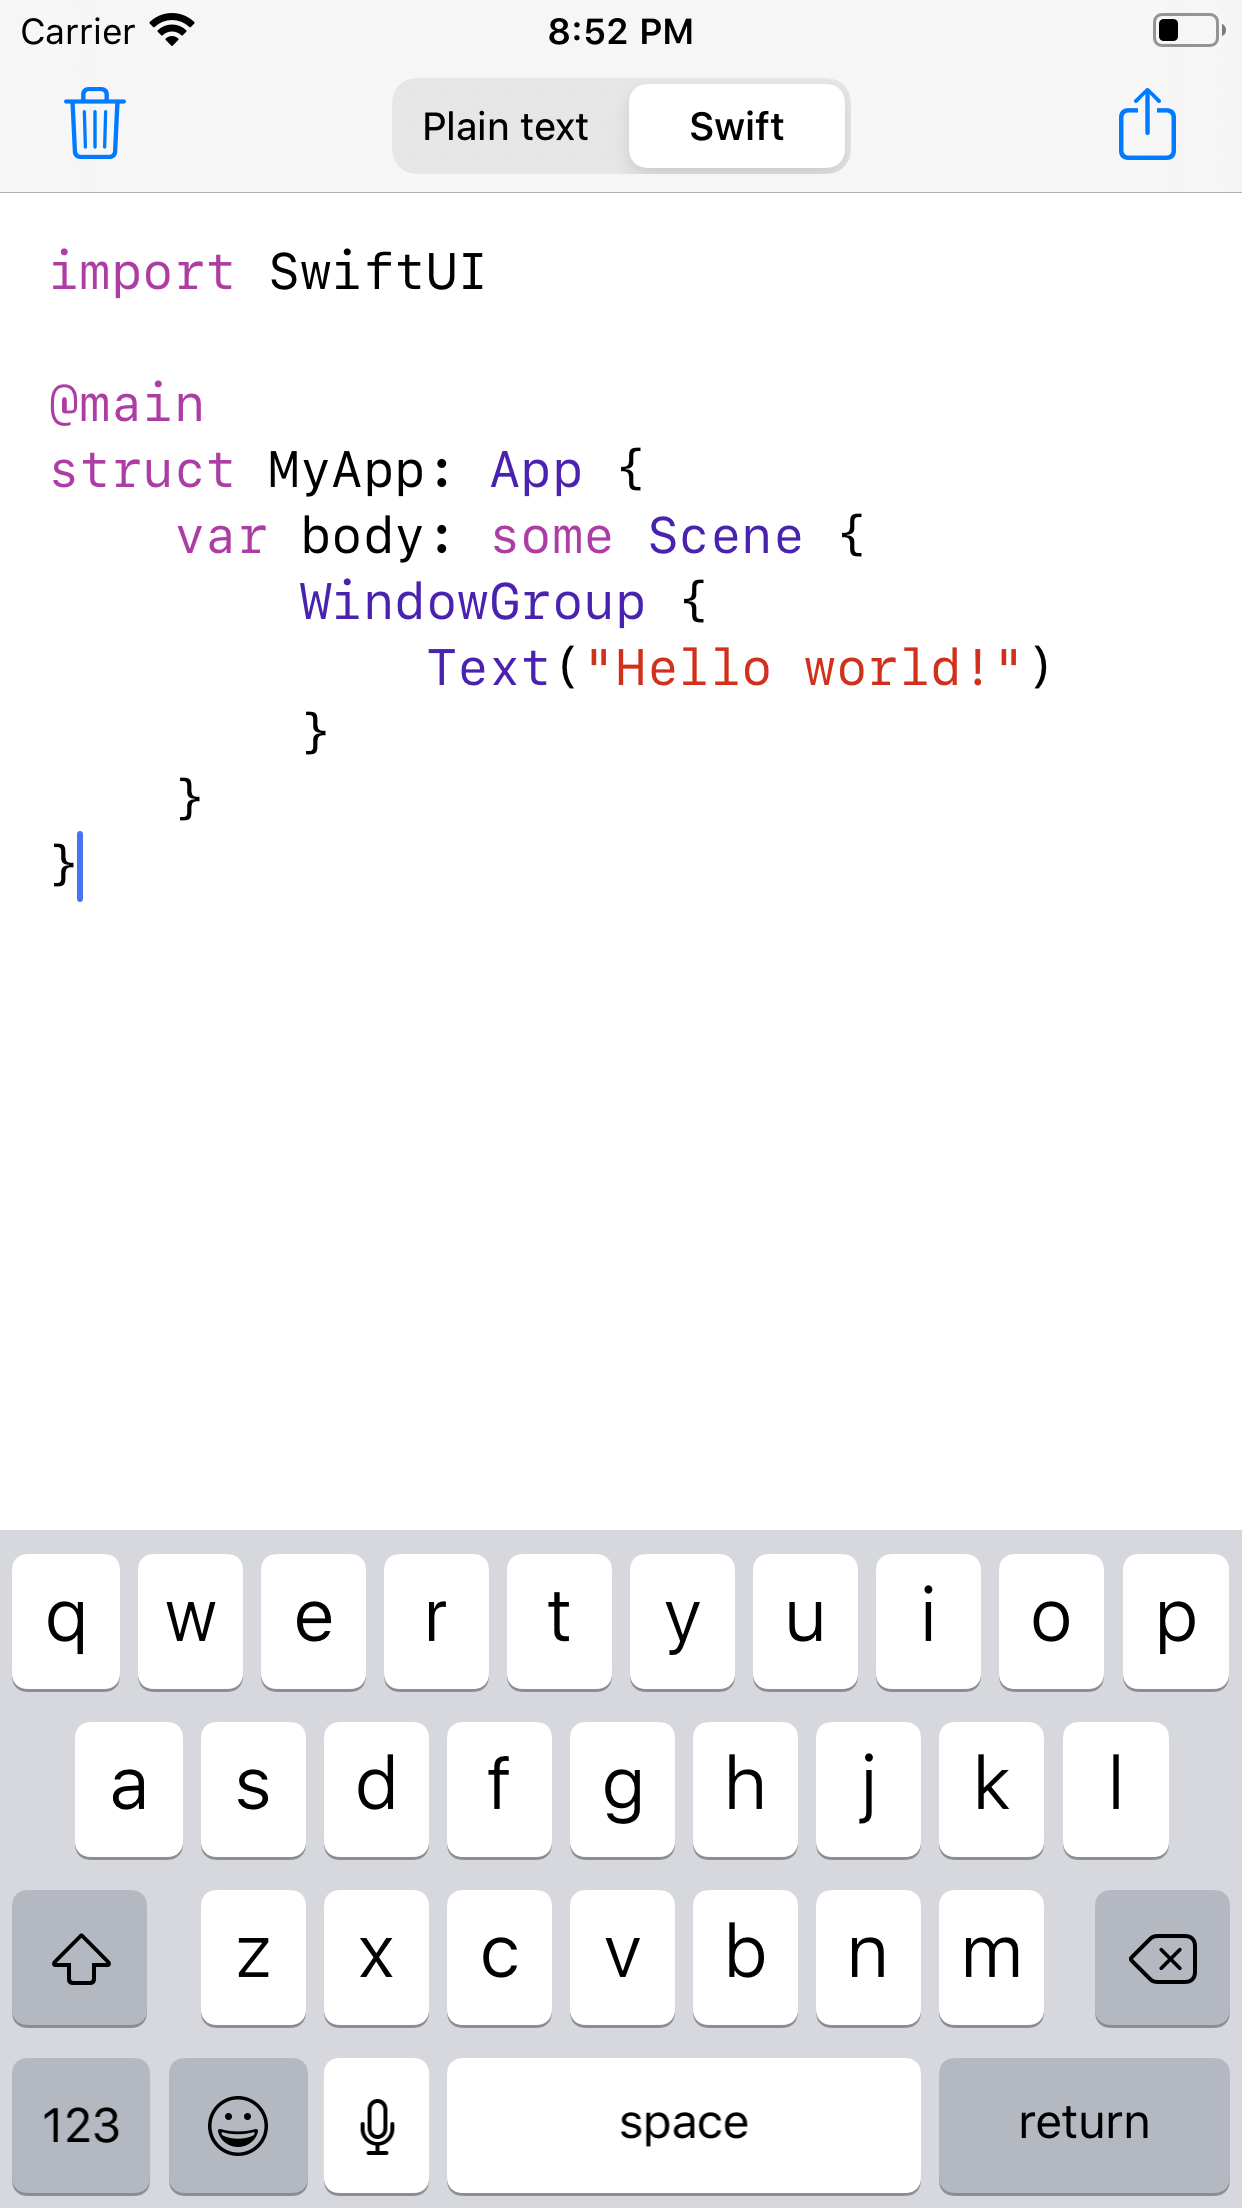 Carrier 8:52 PM
Plain text Swift
import SwiftUI

@main
struct MyApp: App {
    var body: some Scene {
        WindowGroup {
            Text("Hello world!")
        }
    }
}
q w e r t y u i o p
a s d f g h j k l
z x c v b n m
123 space return